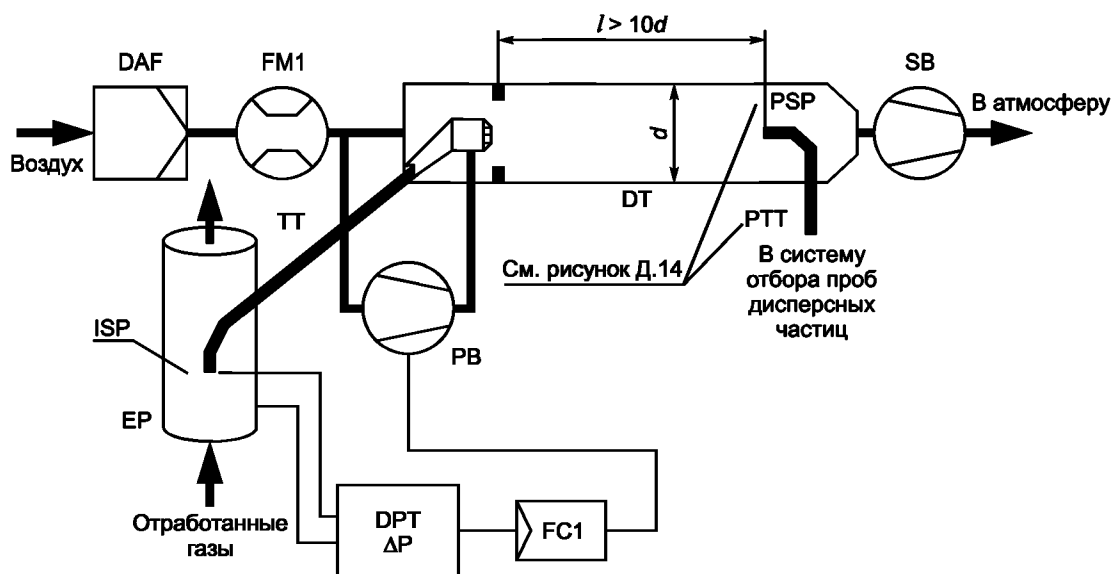 l > 10d
DAF
FM1
SB
PSP
В атмосферу
Воздух
d
DT
TT
PTT
См. рисунок Д.14
В систему
отбора проб
дисперсных
частиц
ISP
PB
EP
Отработанные
газы
DPT
ΔP
FC1